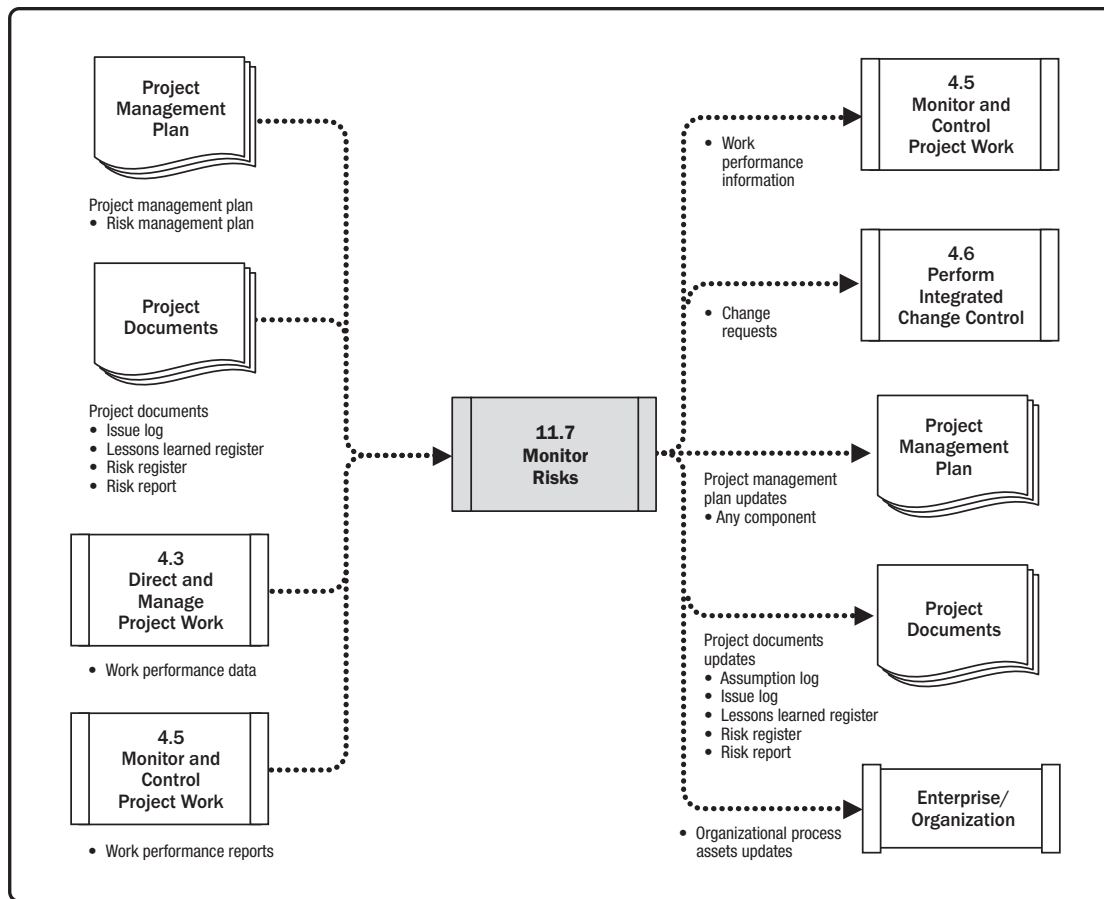 Project
Management
Plan
Project management plan
• Risk management plan
Project
Documents
Project documents
• Issue log
• Lessons learned register
• Risk register
• Risk report
4.3
Direct and
Manage
Project Work
• Work performance data
4.5
Monitor and
Control
Project Work
• Work performance reports
11.7
Monitor
Risks
4.5
Monitor and
Control
Project Work
• Work
performance
information
4.6
Perform
Integrated
Change Control
• Change
requests
Project
Management
Plan
Project management
plan updates
• Any component
Project
Documents
Project documents
updates
• Assumption log
• Issue log
• Lessons learned register
• Risk register
• Risk report
Enterprise/
Organization
• Organizational process
assets updates